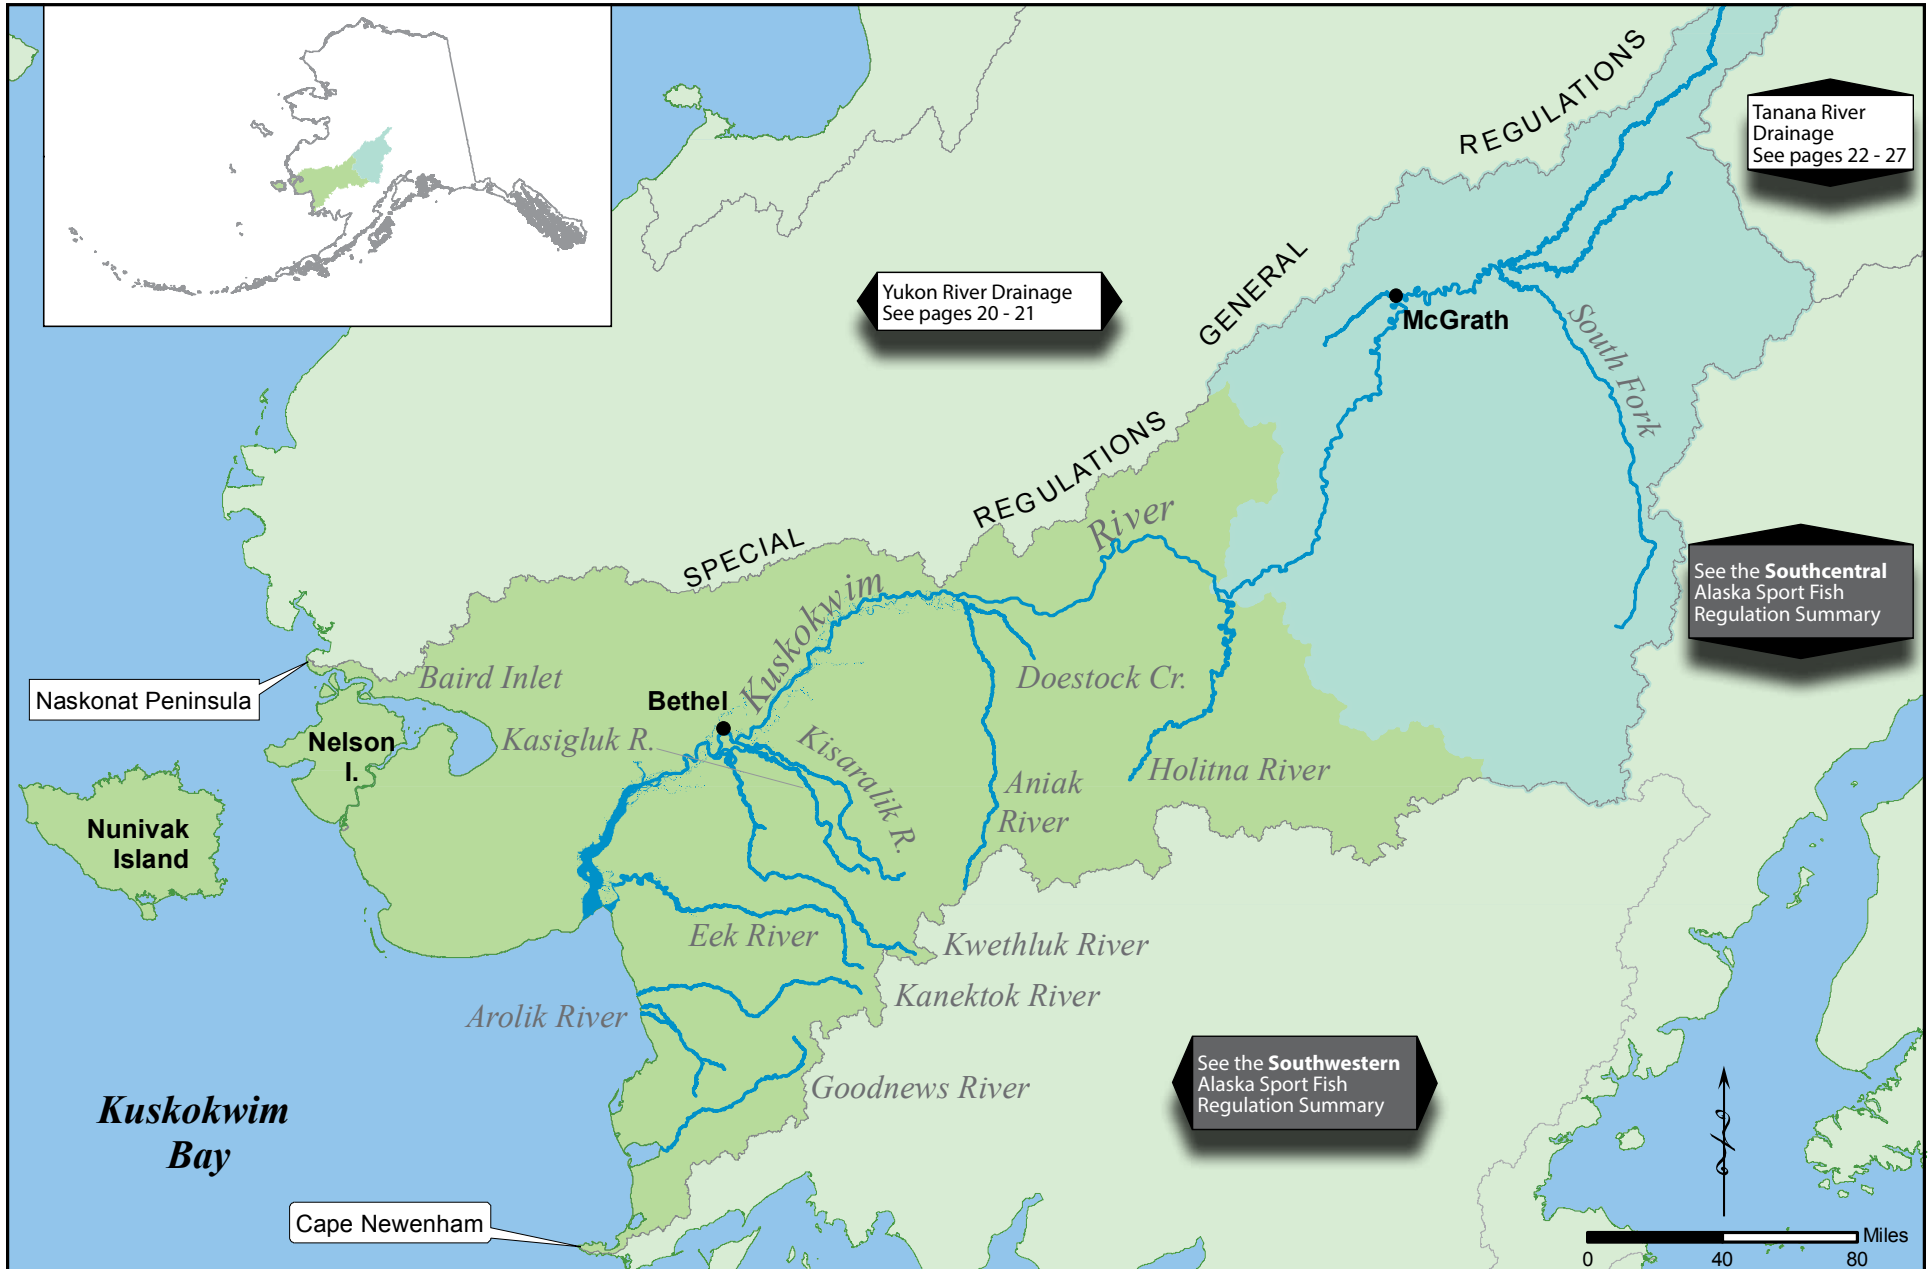 REGULATIONS
Tanana River
Drainage
See pages 22 - 27
Yukon River Drainage
See pages 20 - 21
GENERAL
McGrath
South Fork
REGULATIONS
SPECIAL
River
Kuskokwim
See the Southcentral
Alaska Sport Fish
Regulation Summary
Naskonat Peninsula
Baird Inlet
Bethel
Doestock Cr.
Nelson
I.
Kasigluk R.
Kisaralik R.
Holitna River
Aniak
River
Nunivak
Island
Eek River
Kwethluk River
Kanektok River
Arolik River
Goodnews River
See the Southwestern
Alaska Sport Fish
Regulation Summary
Kuskokwim
Bay
Cape Newenham
Miles
0 40 80